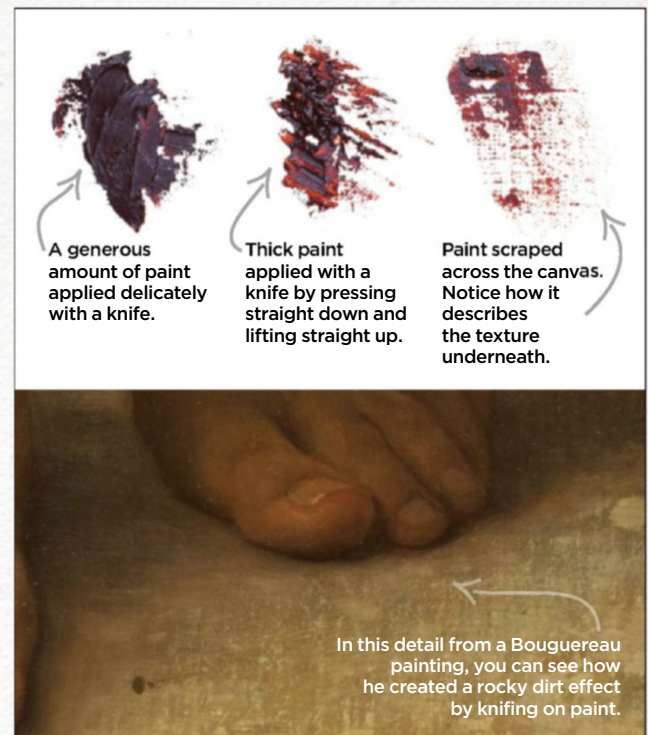 A generous
amount of paint
applied delicately
with a knife.
Thick paint
applied with a
knife by pressing
straight down and
lifting straight up.
Paint scraped
across the canvas.
Notice how it
describes
the texture
underneath.
In this detail from a Bouguereau
painting, you can see how
he created a rocky dirt effect
by knifing on paint.